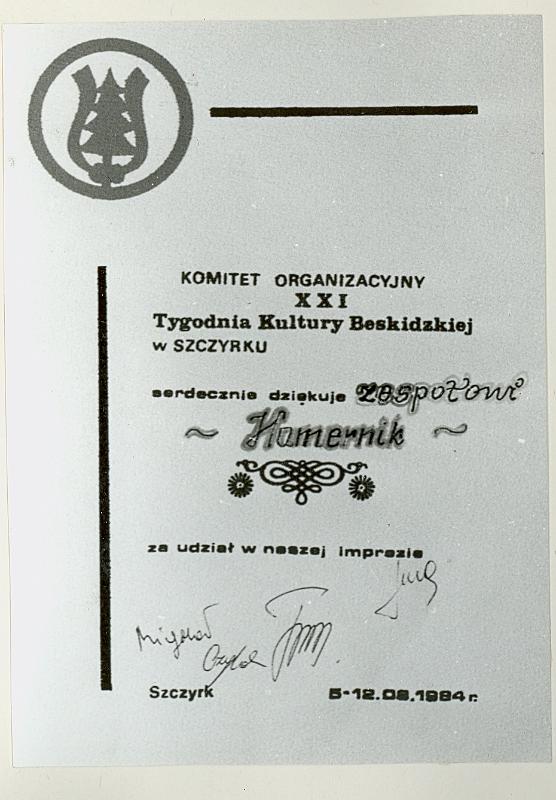 KOMITET ORGANIZACYJNY
XXI
Tygodnia Kultury Beskidzkiej
w SZCZYRKU
serdecznie dziękuje zespołowi
~ Hamernik ~
za udział w naszej imprezie
Szczyrk 5-12.08.1984 r.